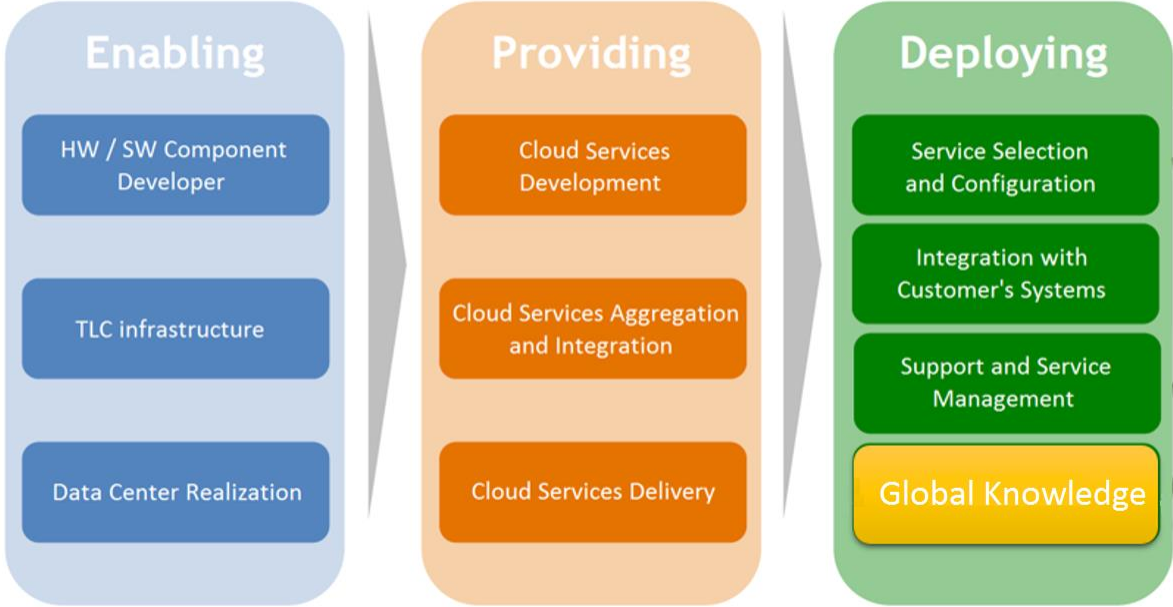 Enabling
HW / SW Component
Developer
TLC infrastructure
Data Center Realization
Providing
Cloud Services
Development
Cloud Services Aggregation
and Integration
Cloud Services Delivery
Deploying
Service Selection
and Configuration
Integration with
Customer's Systems
Support and Service
Management
Global Knowledge